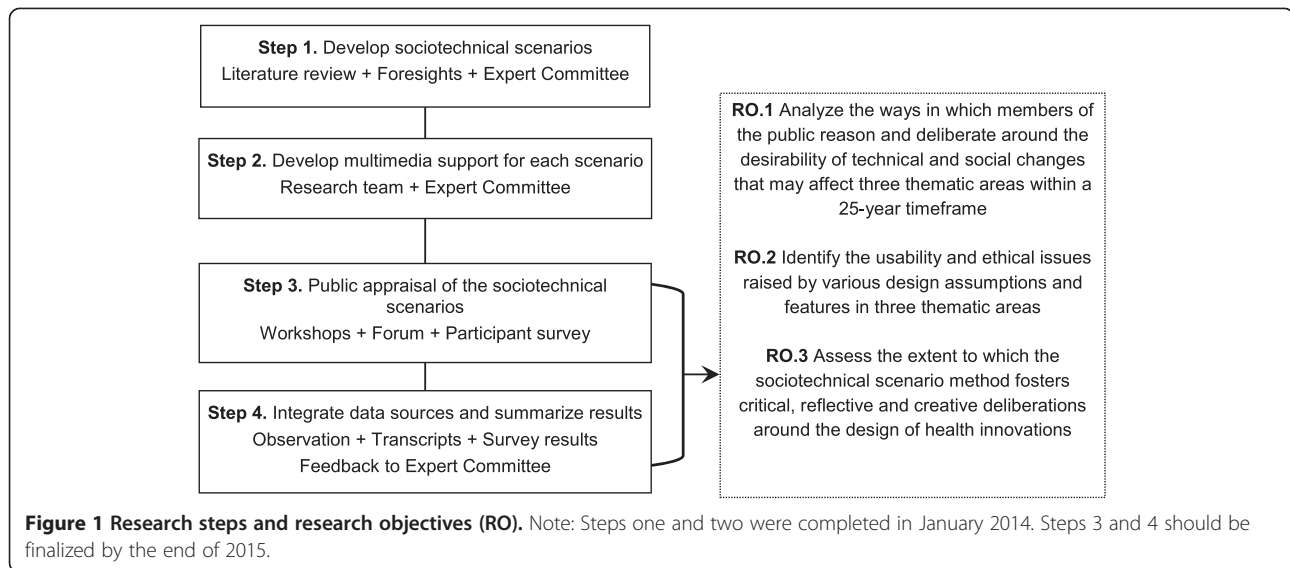 Step 1. Develop sociotechnical scenarios
Literature review + Foresights + Expert Committee
Step 2. Develop multimedia support for each scenario
Research team + Expert Committee
Step 3. Public appraisal of the sociotechnical
scenarios
Workshops + Forum + Participant survey
Step 4. Integrate data sources and summarize results
Observation + Transcripts + Survey results
Feedback to Expert Committee
RO.1 Analyze the ways in which members of
the public reason and deliberate around the
desirability of technical and social changes
that may affect three thematic areas within a
25-year timeframe
RO.2 Identify the usability and ethical issues
raised by various design assumptions and
features in three thematic areas
RO.3 Assess the extent to which the
sociotechnical scenario method fosters
critical, reflective and creative deliberations
around the design of health innovations
Figure 1 Research steps and research objectives (RO). Note: Steps one and two were completed in January 2014. Steps 3 and 4 should be
finalized by the end of 2015.